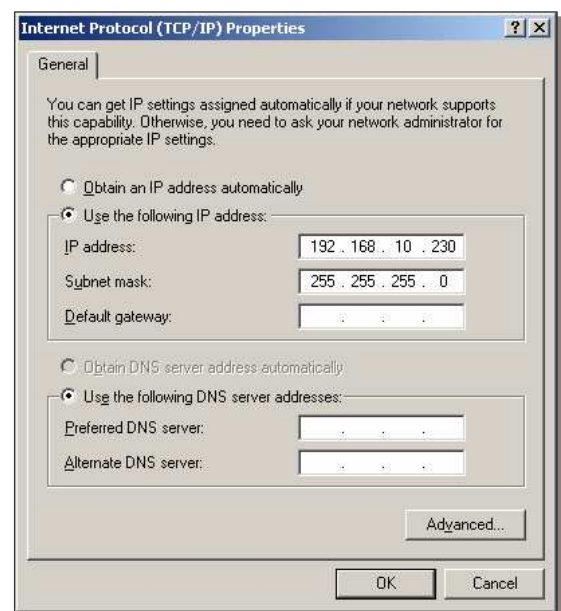 Internet Protocol (TCP/IP) Properties
General
You can get IP settings assigned automatically if your network supports
this capability. Otherwise, you need to ask your network administrator for
the appropriate IP settings.
Obtain an IP address automatically
Use the following IP address:
IP address: 192 . 168 . 10 . 230
Subnet mask: 255 . 255 . 255 . 0
Default gateway: . . .
Obtain DNS server address automatically
Use the following DNS server addresses:
Preferred DNS server: . . .
Alternate DNS server: . . .
Advanced...
OK Cancel